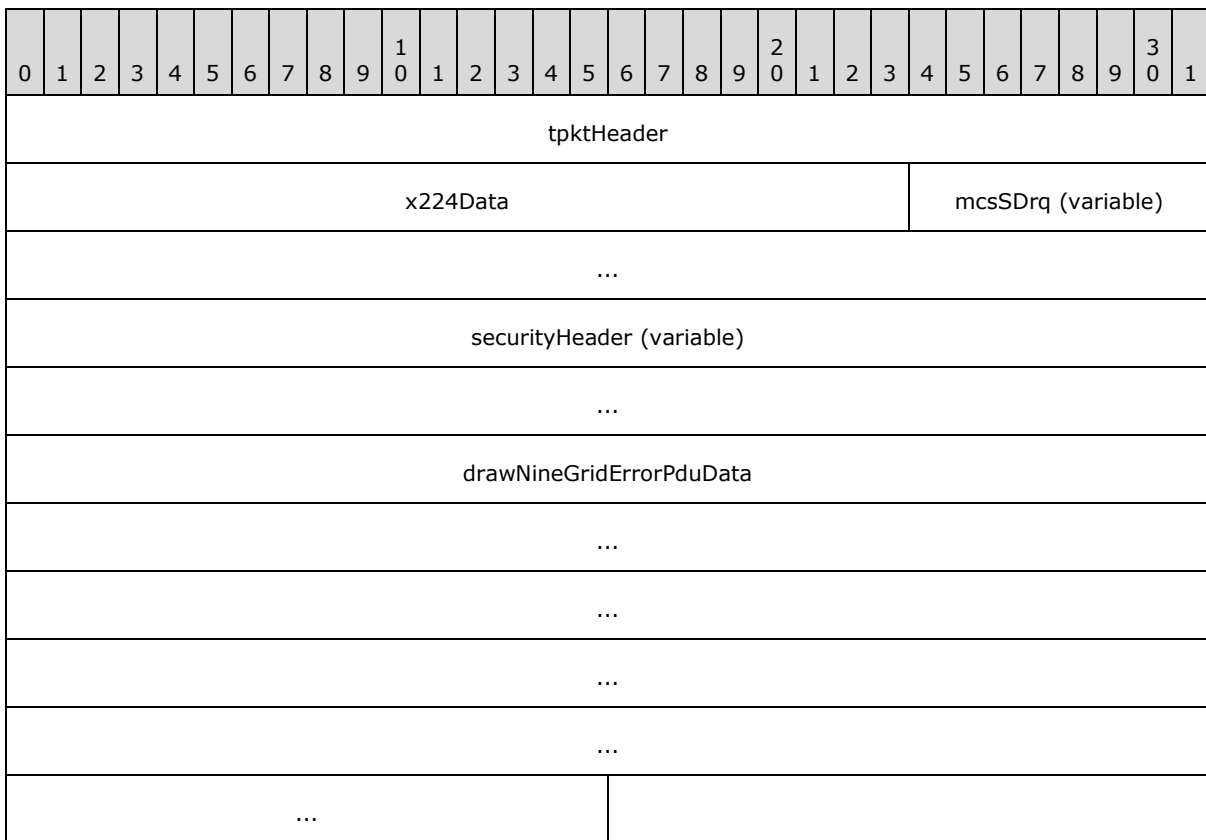 1 2 3
0 1 2 3 4 5 6 7 8 9 0 1 2 3 4 5 6 7 8 9 0 1 2 3 4 5 6 7 8 9 0 1
tpktHeader
x224Data mcsSDrq (variable)
...
securityHeader (variable)
...
drawNineGridErrorPduData
...
...
...
...
...